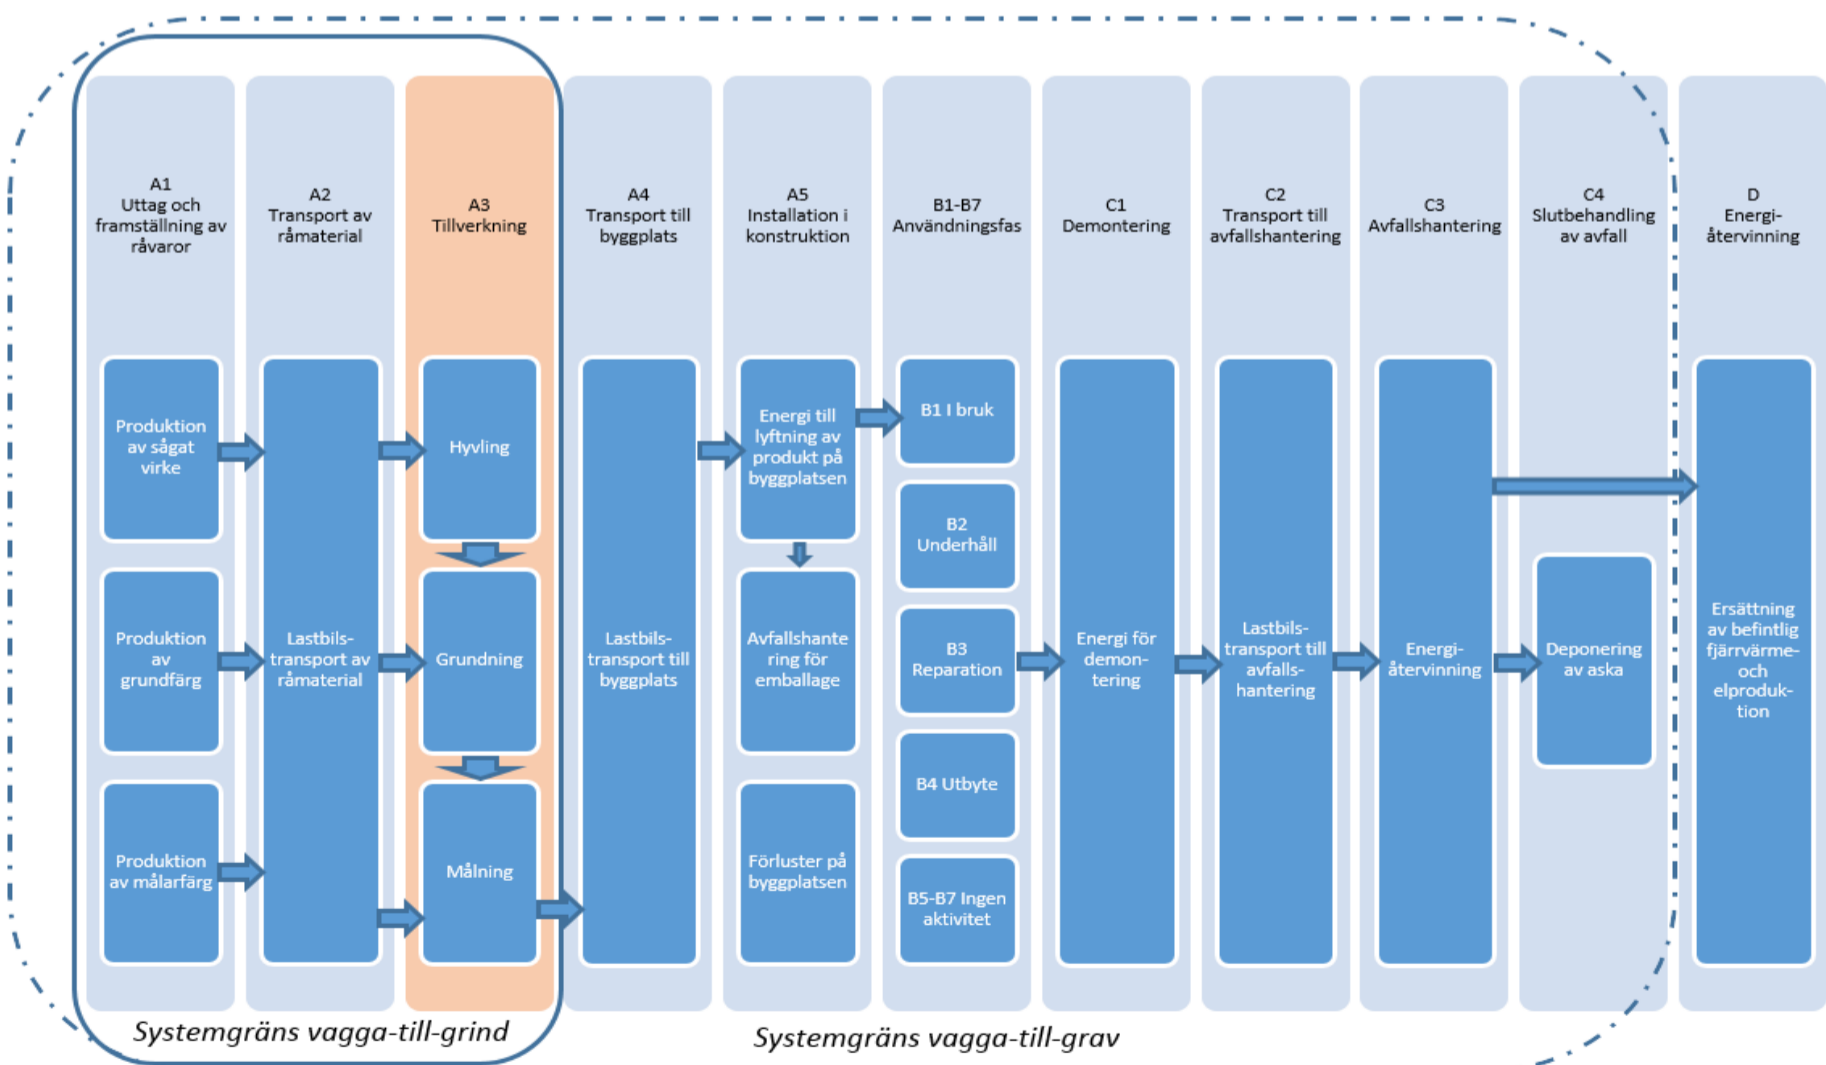 A1
Uttag och
framställning av
råvaror
A2
Transport av
råmaterial
A3
Tillverkning
A4
Transport till
byggplats
A5
Installation i
konstruktion
B1-B7
Användningsfas
C1
Demontering
C2
Transport till
avfallshantering
C3
Avfallshantering
C4
Slutbehandling
av avfall
D
Energi-
återvinning
Produktion
av sågat
virke
Produktion
av
grundfärg
Produktion
av målarfärg
Lastbils-
transport av
råmaterial
Hyvling
Grundning
Målning
Lastbils-
transport till
byggplats
Energi till
lyftning av
produkt på
byggplatsen
Avfallshante
ring för
emballage
Förluster på
byggplatsen
B1 I bruk
B2
Underhåll
B3
Reparation
B4 Utbyte
B5-B7 Ingen
aktivitet
Energi för
demon-
tering
Lastbils-
transport till
avfalls-
hantering
Energi-
återvinning
Deponering
av aska
Ersättning
av befintlig
fjärrvärme-
och
elproduk-
tion
Systemgräns vagga-till-grind
Systemgräns vagga-till-grav